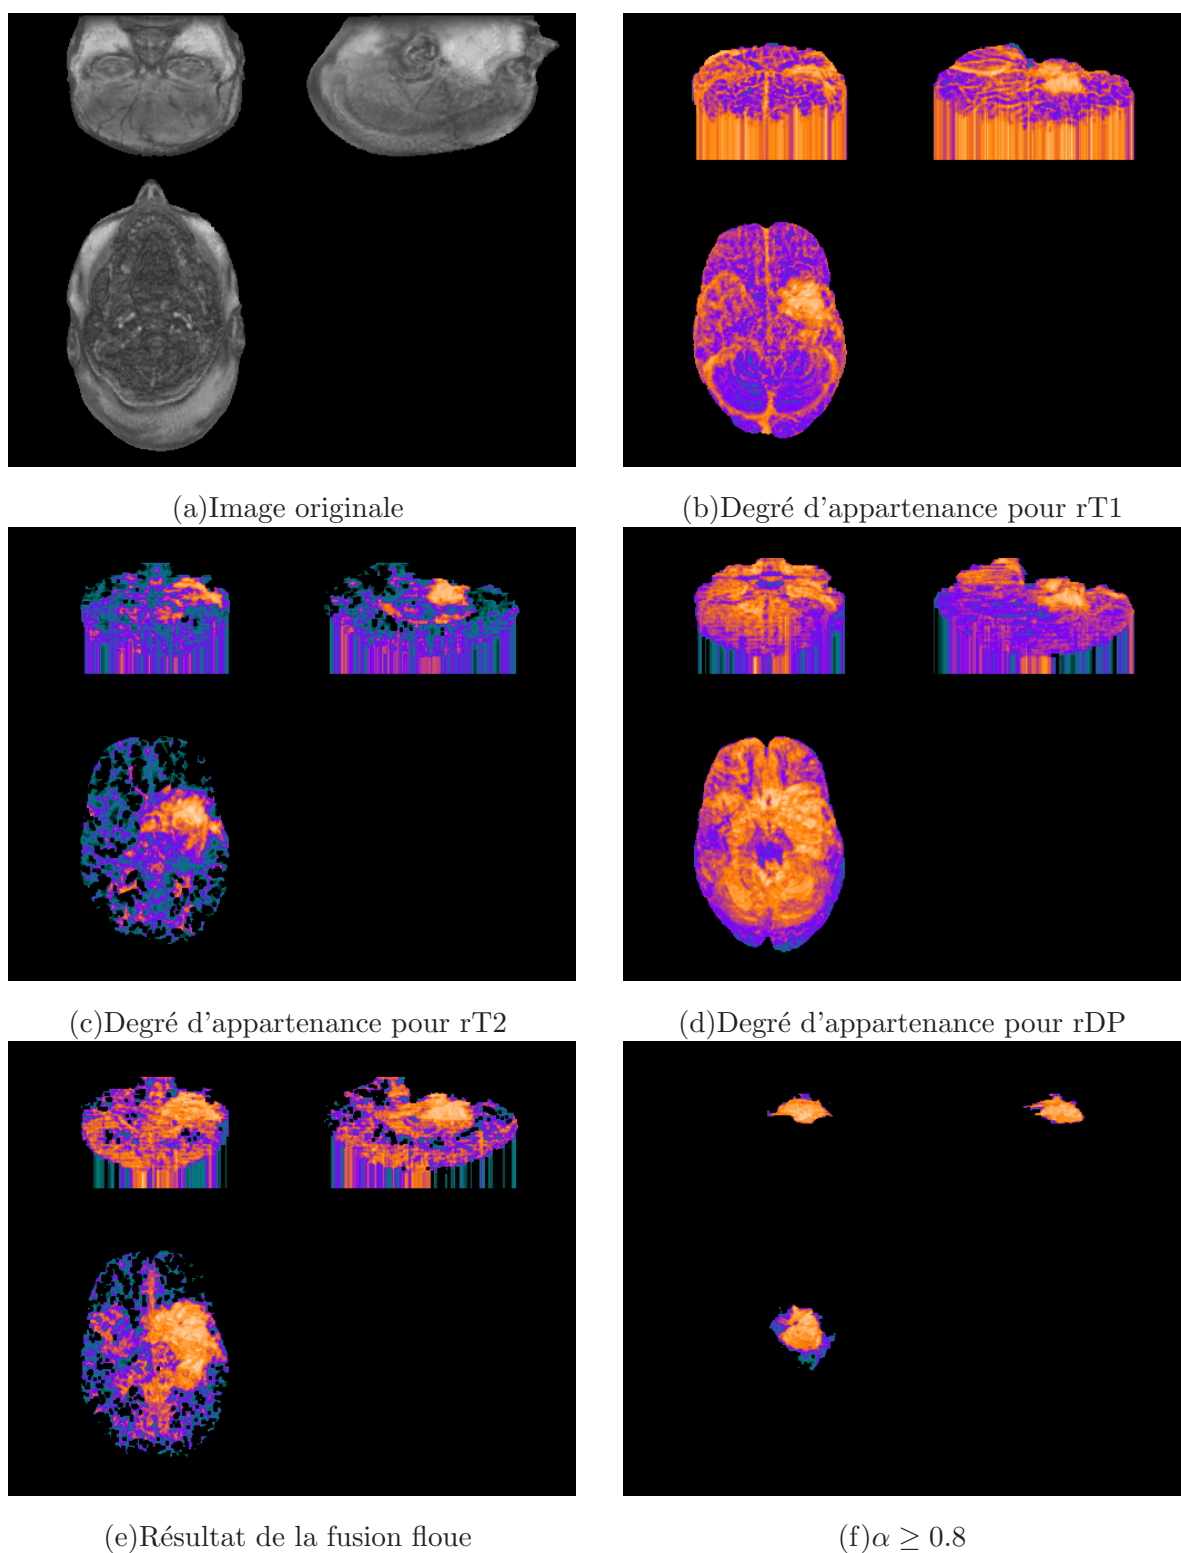 (a)Image originale
(b)Degré d'appartenance pour rT1
(c)Degré d'appartenance pour rT2
(d)Degré d'appartenance pour rDP
(e)Résultat de la fusion floue
(f)α ≥ 0.8